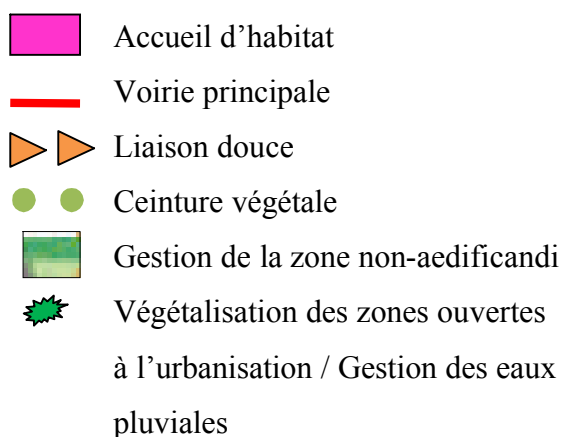 Accueil d’habitat
Voirie principale
Liaison douce
Ceinture végétale
Gestion de la zone non-aedificandi
Végétalisation des zones ouvertes
à l’urbanisation / Gestion des eaux
pluviales